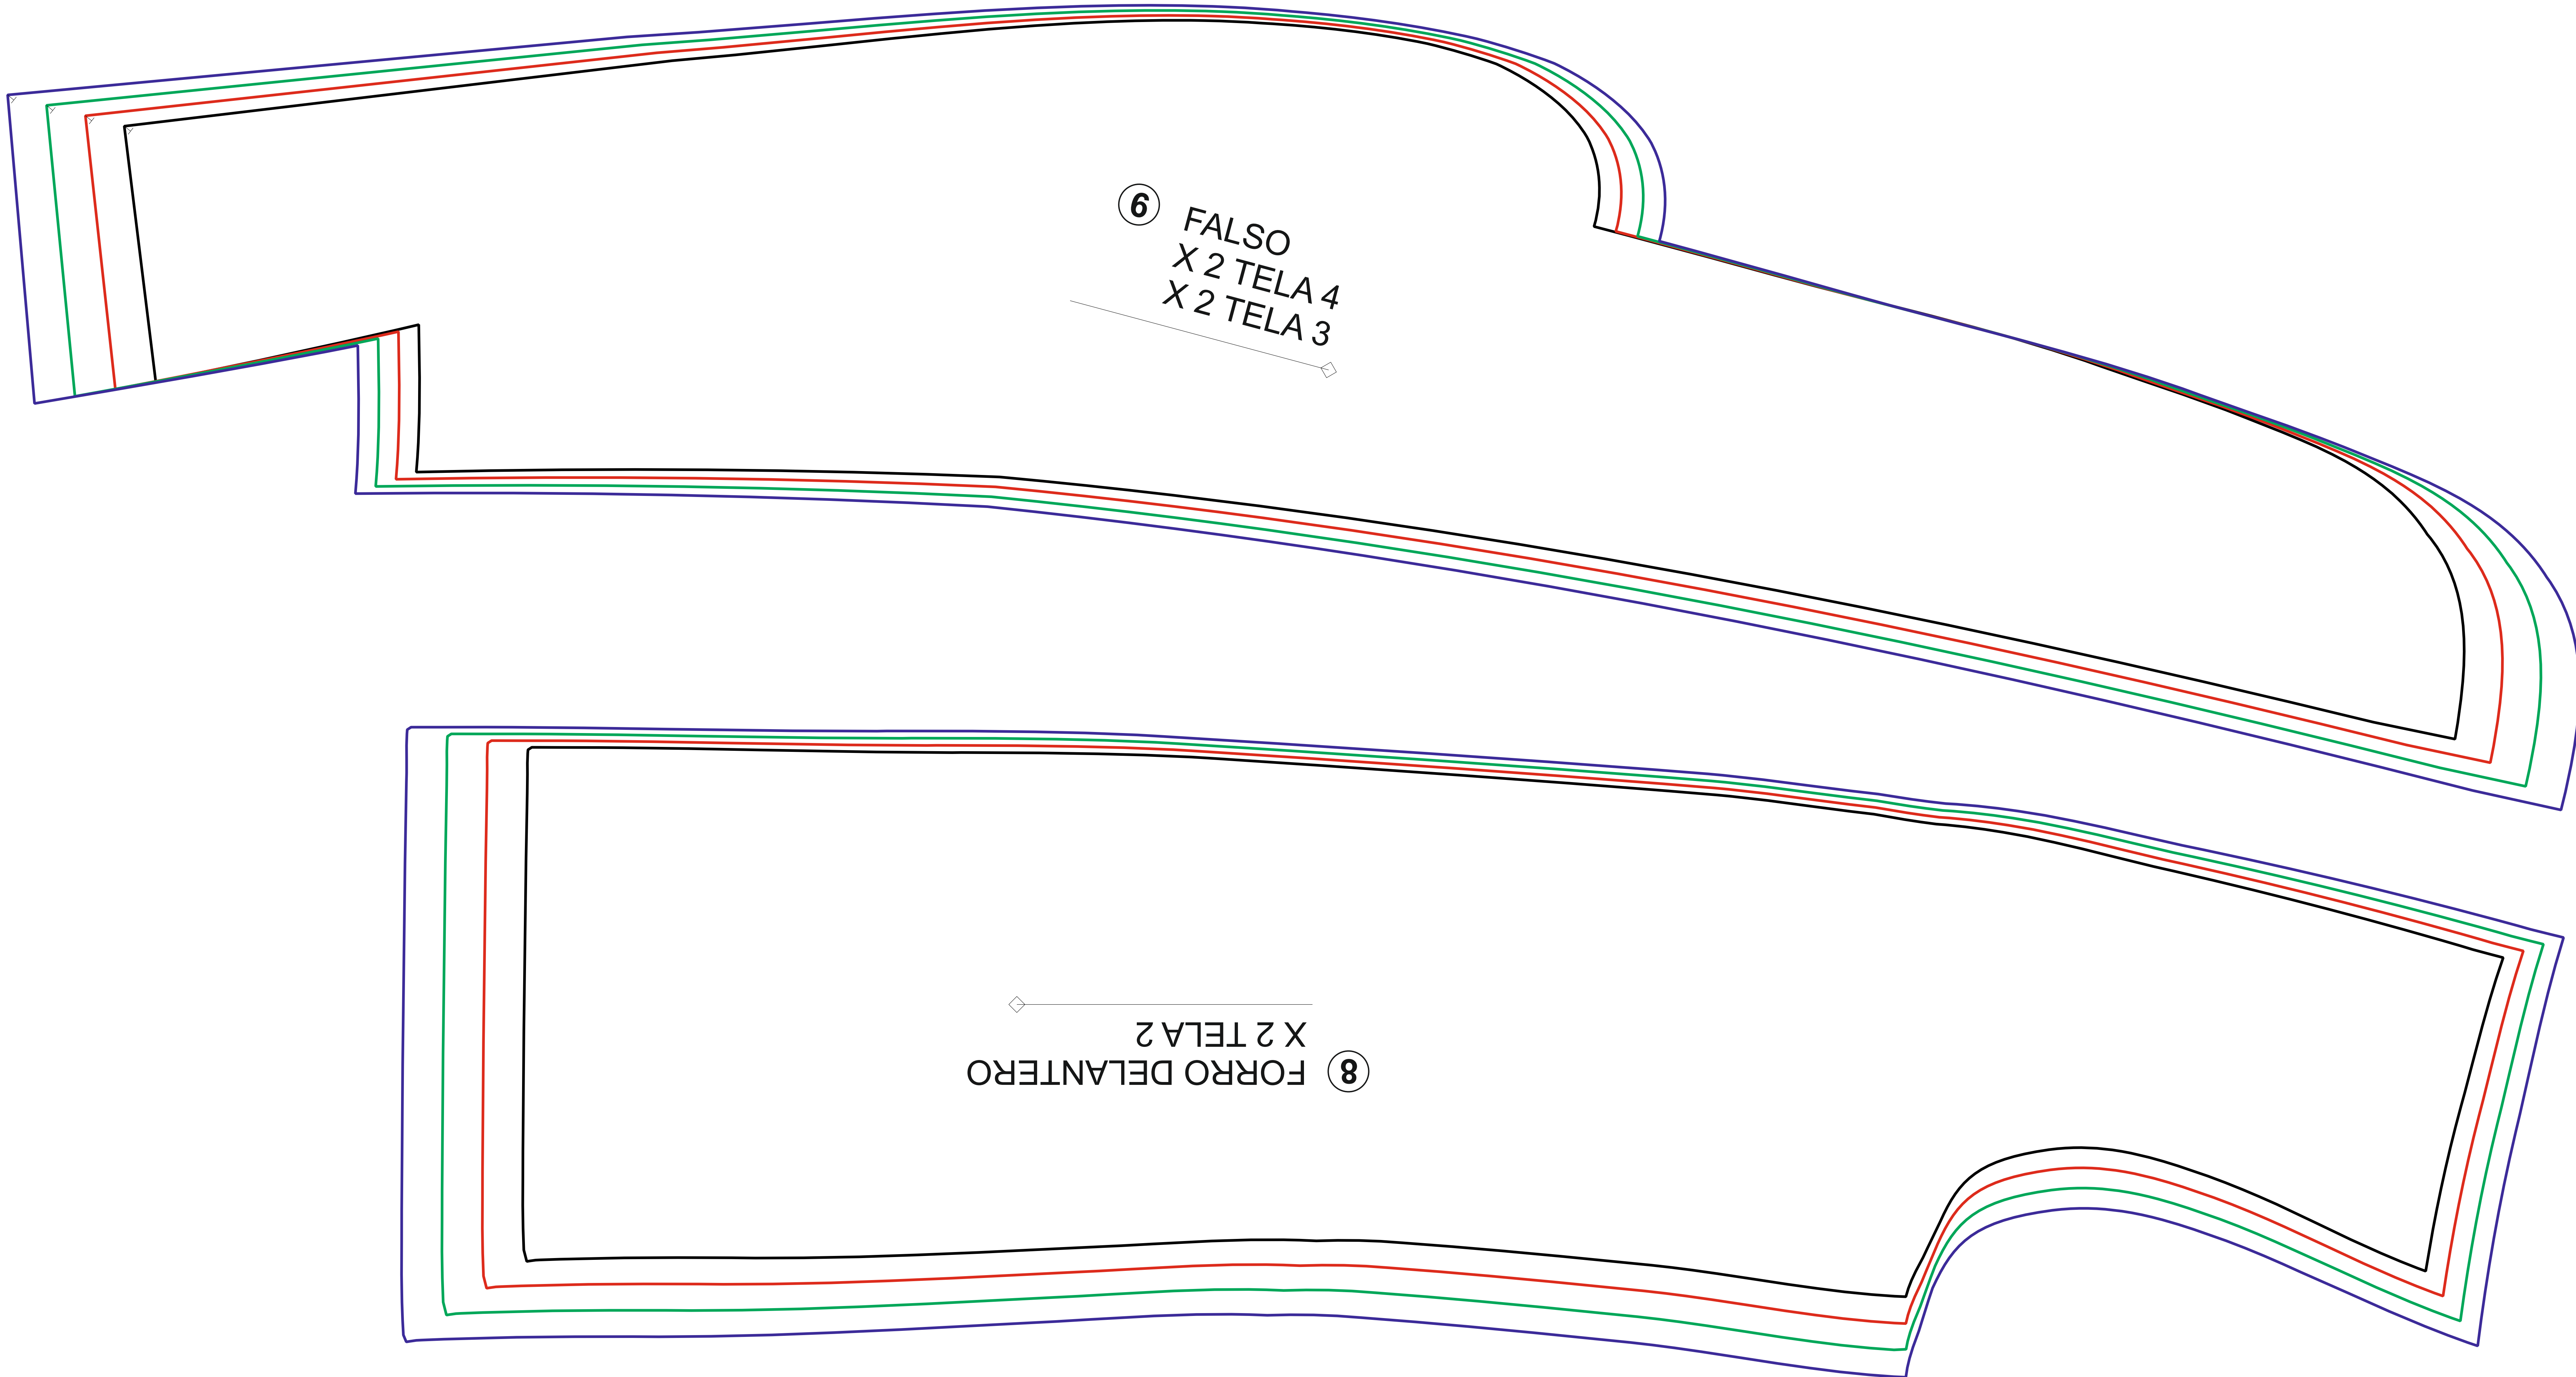 6 FALSO
X 2 TELA 4
X 2 TELA 3
8 FORRO DELANTERO
X 2 TELA 2